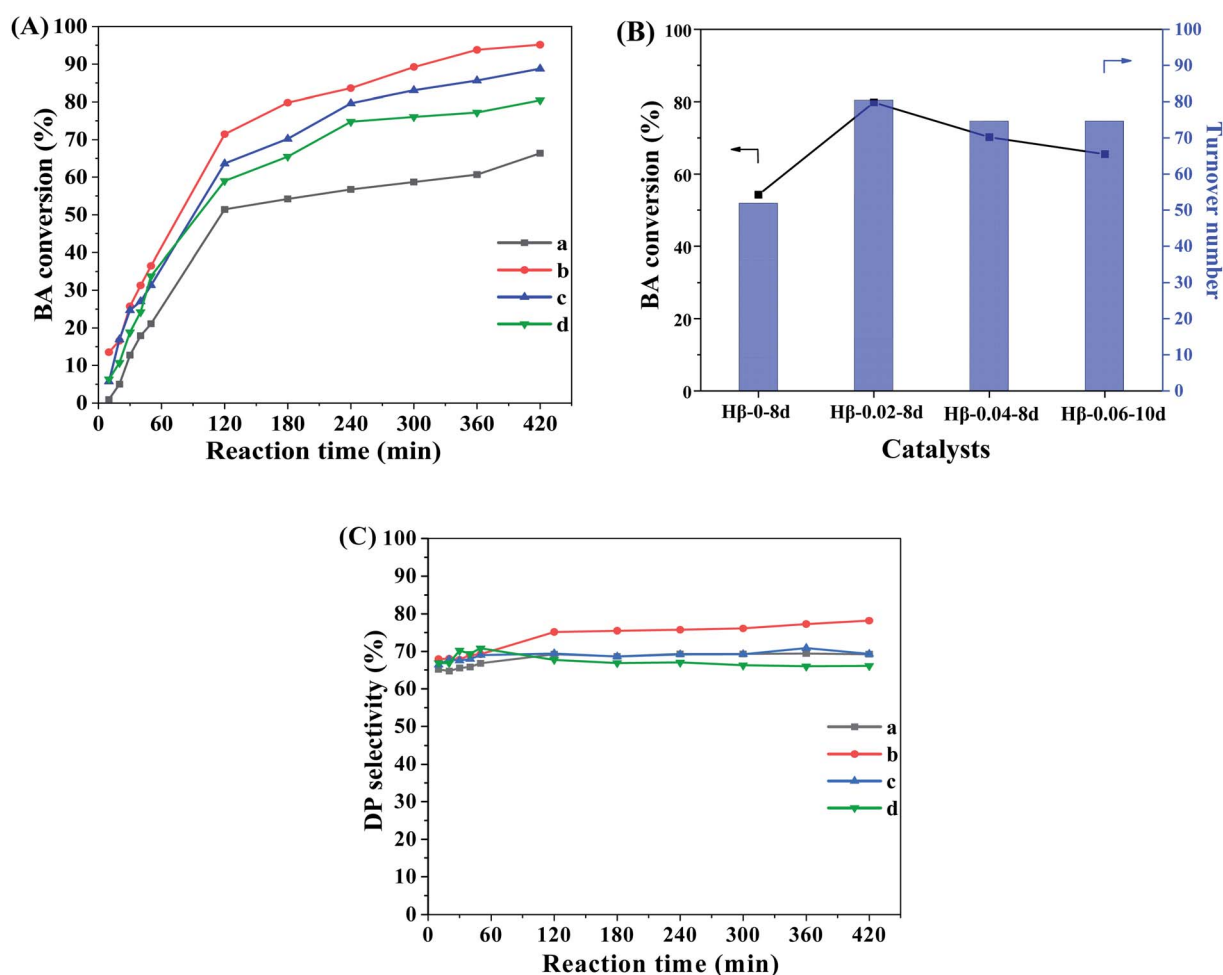 (A)
100
90
80
70
60
50
40
30
20
10
0
BA conversion (%)
0 60 120 180 240 300 360 420
Reaction time (min)
a
b
c
d
(B)
100
80
60
40
20
0
BA conversion (%)
100
90
80
70
60
50
40
30
20
10
0
Turnover number
Hβ-0-8d Hβ-0.02-8d Hβ-0.04-8d Hβ-0.06-10d
Catalysts
(C)
100
90
80
70
60
50
40
30
20
10
0
DP selectivity (%)
0 60 120 180 240 300 360 420
Reaction time (min)
a
b
c
d